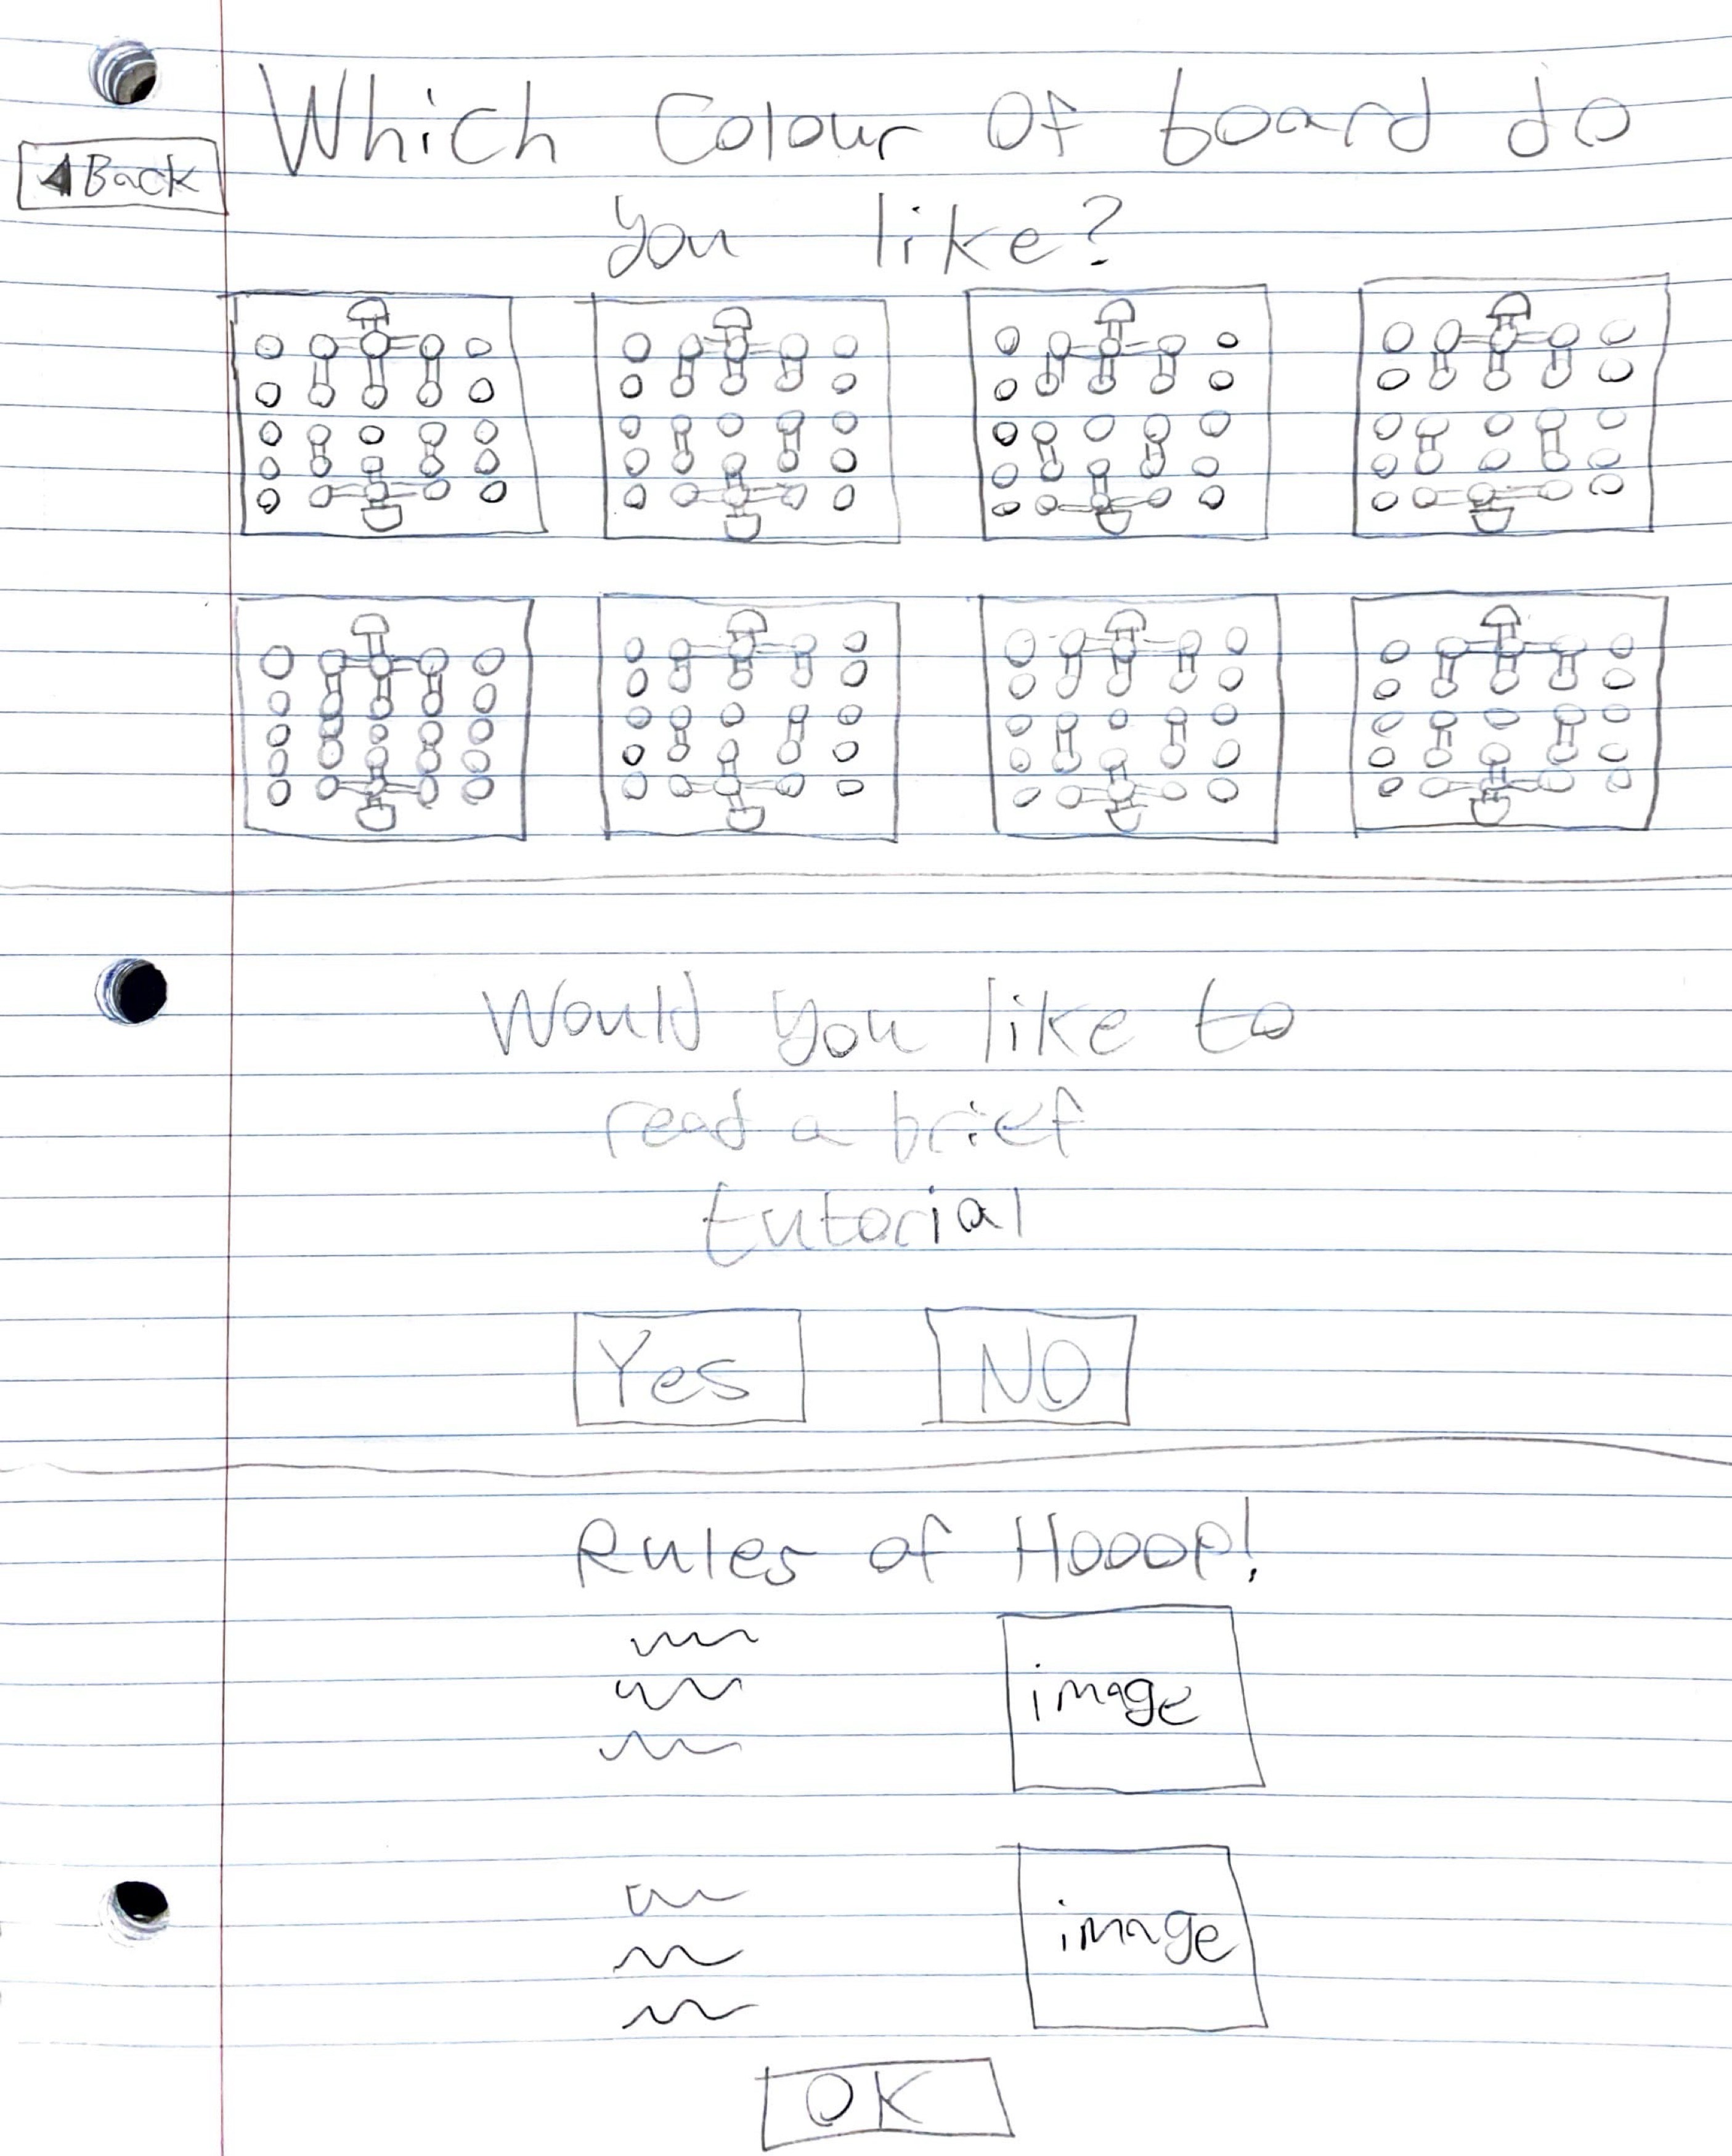 Which Colour Of board do
◀Back
you like?
Would you like to
read a brief
tutorial
Yes NO
Rules of HoooP!
image
image
OK